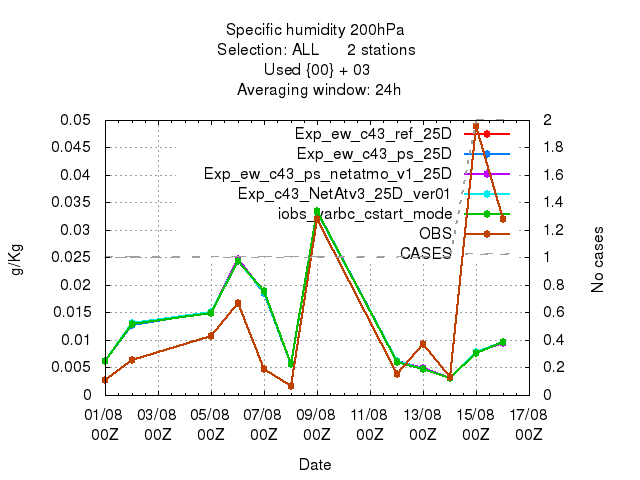 Specific humidity 200hPa
Selection: ALL 2 stations
Used {00} + 03
Averaging window: 24h
0.05 2
Exp_ew_c43_ref_25D
0.045 1.8
Exp_ew_c43_ps_25D
0.04 1.6
Exp_ew_c43_ps_netatmo_v1_25D
0.035 1.4
Exp_c43_NetAtv3_25D_ver01
iobs_varbc_cstart_mode
0.03 1.2
OBS
0.025 1
CASES
0.02 0.8
0.015 0.6
0.01 0.4
0.005 0.2
0 0
g/Kg
No cases
01/08 03/08 05/08 07/08 09/08 11/08 13/08 15/08 17/08
00Z 00Z 00Z 00Z 00Z 00Z 00Z 00Z 00Z
Date